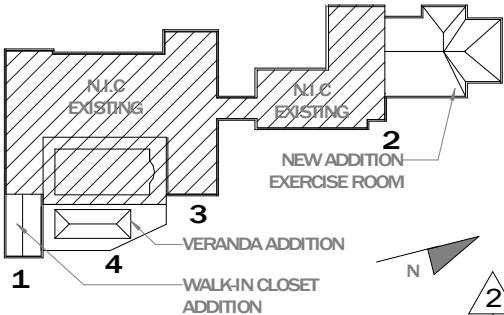 N.I.C
EXISTING
N.I.C
EXISTING
2
NEW ADDITION
EXERCISE ROOM
3
VERANDA ADDITION
1
4
WALK-IN CLOSET
ADDITION
N
2